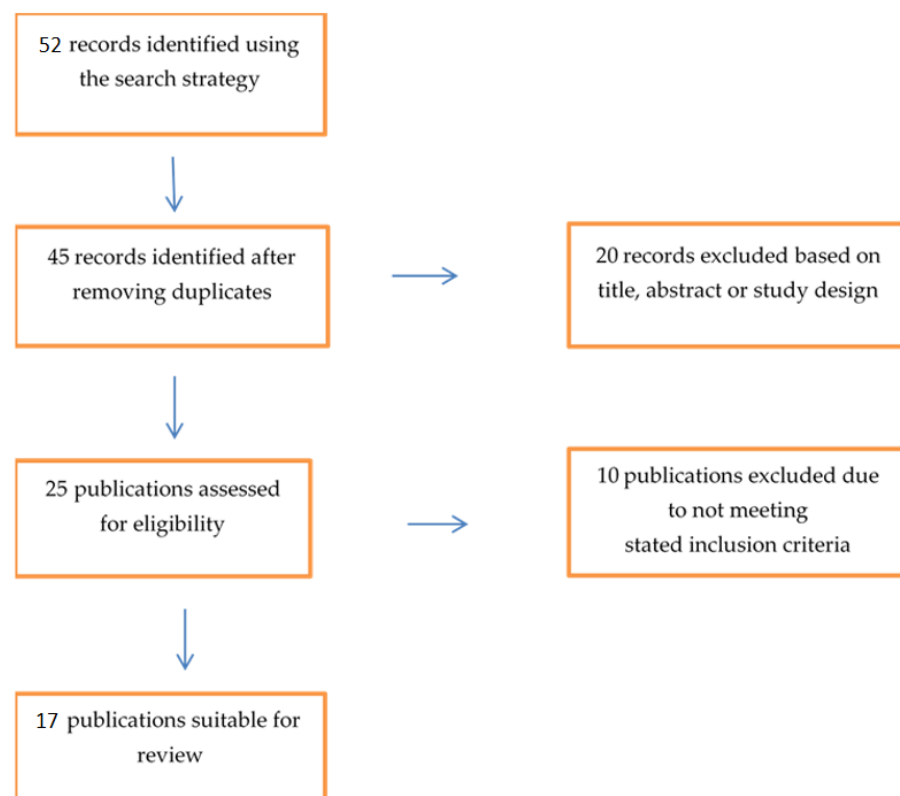 52 records identified using
the search strategy
45 records identified after
removing duplicates
20 records excluded based on
title, abstract or study design
25 publications assessed
for eligibility
10 publications excluded due
to not meeting
stated inclusion criteria
17 publications suitable for
review